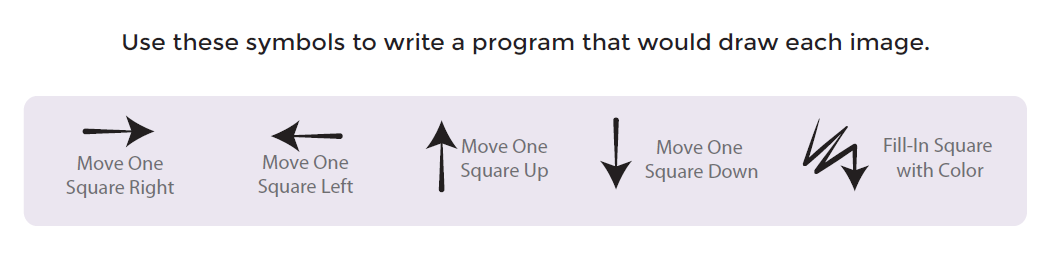 Use these symbols to write a program that would draw each image.
Move One
Square Right
Move One
Square Left
Move One
Square Up
Move One
Square Down
Fill-In Square
with Color